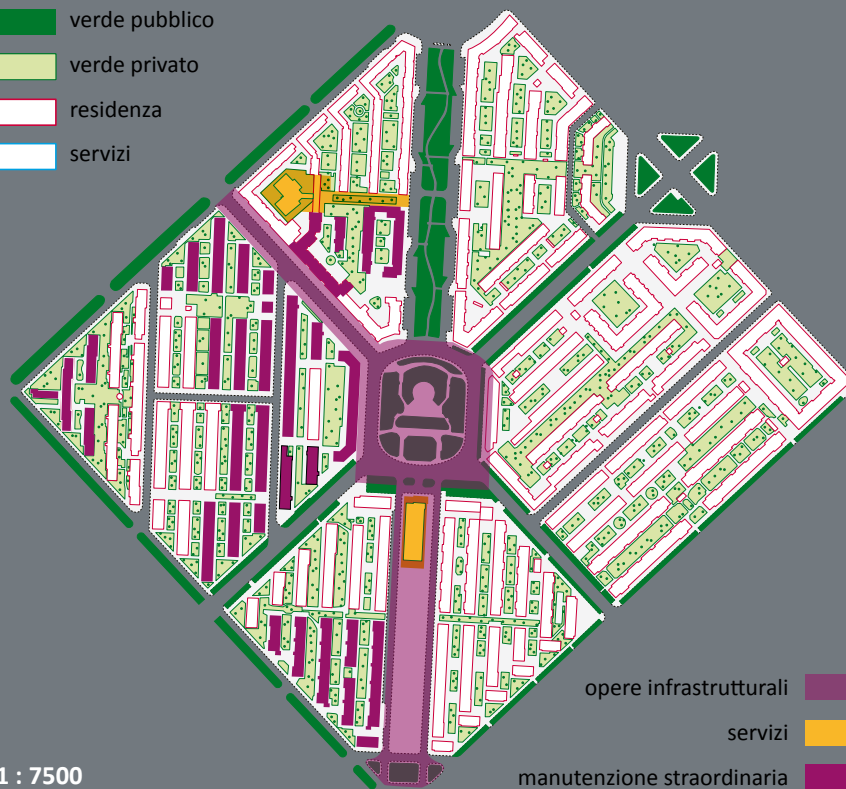 verde pubblico
verde privato
residenza
servizi
opere infrastrutturali
servizi
manutenzione straordinaria
1 : 7500